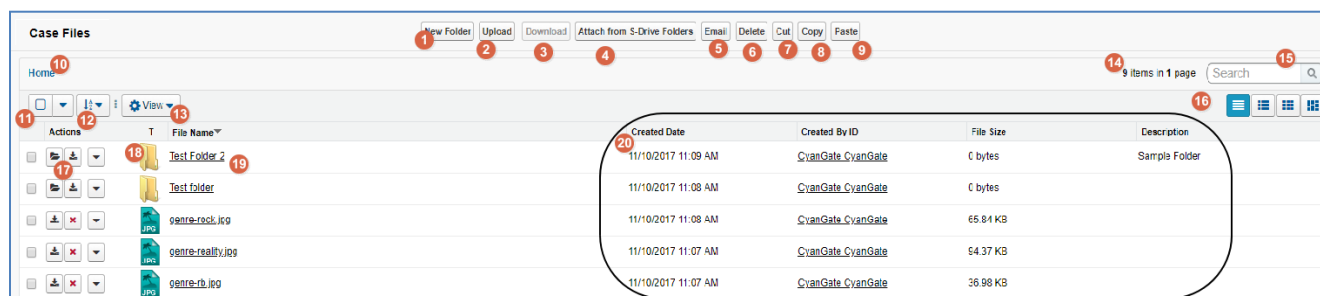 Case Files
New Folder Upload Download Attach from S-Drive Folders Email Delete Cut Copy Paste
1 2 3 4 5 6 7 8 9
Home 10
14 9 items in 1 page Search 15
11 12 View 13 16
Actions T File Name Created Date Created By ID File Size Description
18 Test Folder 2 19 20 11/10/2017 11:09 AM CyanGate CyanGate 0 bytes Sample Folder
17
Test folder 11/10/2017 11:08 AM CyanGate CyanGate 0 bytes
JPG genre-rock.jpg 11/10/2017 11:08 AM CyanGate CyanGate 65.84 KB
JPG genre-reality.jpg 11/10/2017 11:07 AM CyanGate CyanGate 94.37 KB
JPG genre-rb.jpg 11/10/2017 11:07 AM CyanGate CyanGate 36.98 KB